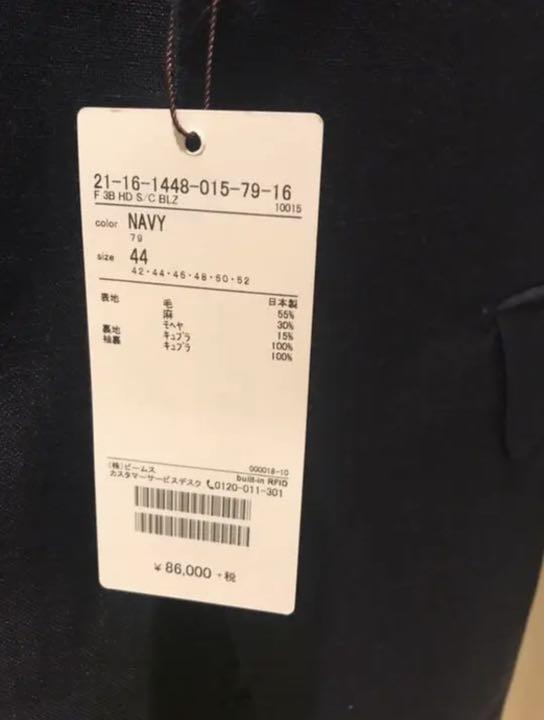 21-16-1448-015-79-16
F 3B HD S/C BLZ
10015
color NAVY
79
size 44
42・44・46・48・50・52
日本製
表地 毛 55%
麻 30%
モヘヤ 15%
裏地 キュプラ 100%
袖裏 キュプラ 100%
000018-10
(株)ビームス built-in RFID
カスタマーサービスデスク 0120-011-301
¥86,000+税